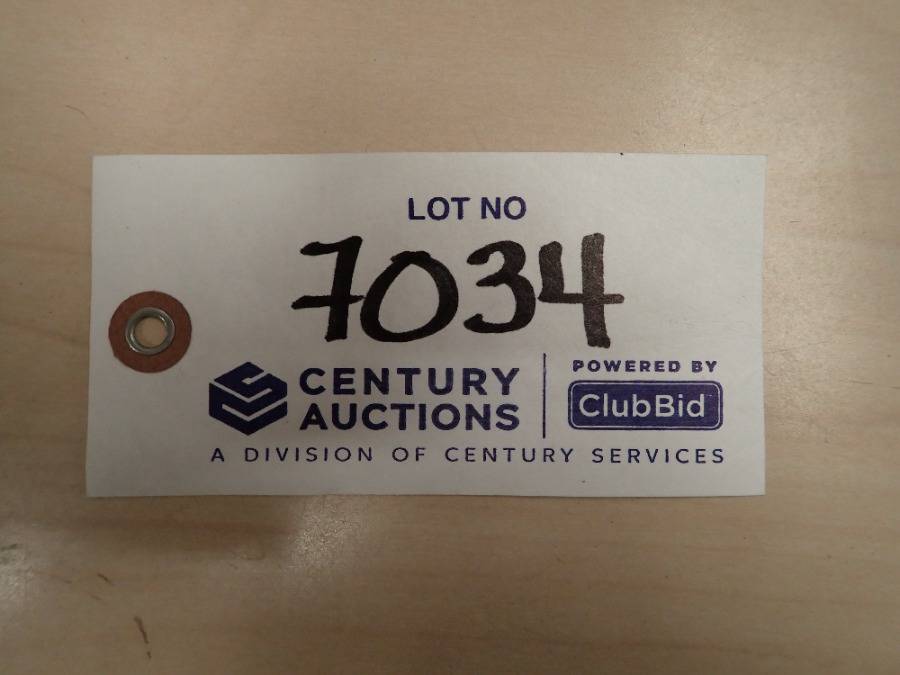 LOT NO
7034
CENTURY
AUCTIONS
POWERED BY
ClubBid
A DIVISION OF CENTURY SERVICES